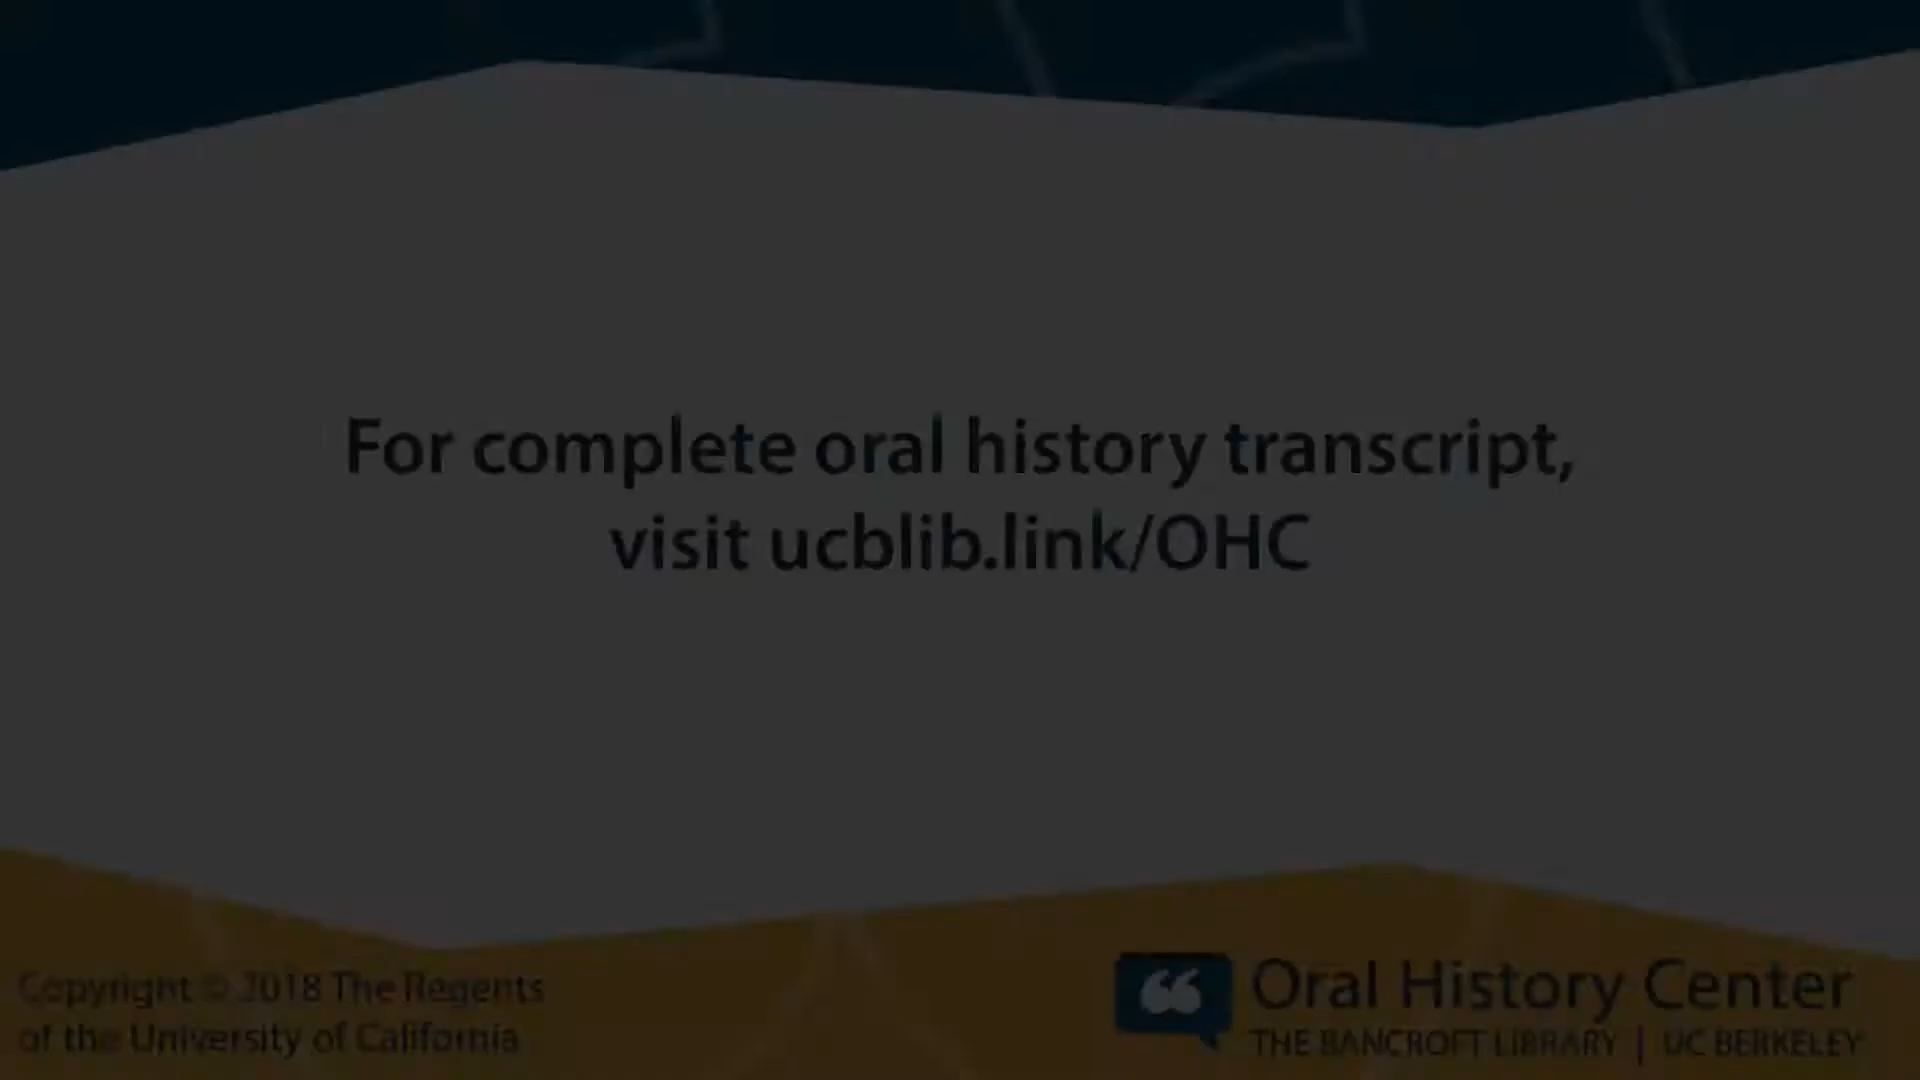 For complete oral history transcript,
visit ucblib.link/OHC
Copyright © 2018 The Regents
of the University of California
Oral History Center
THE BANCROFT LIBRARY | UC BERKELEY